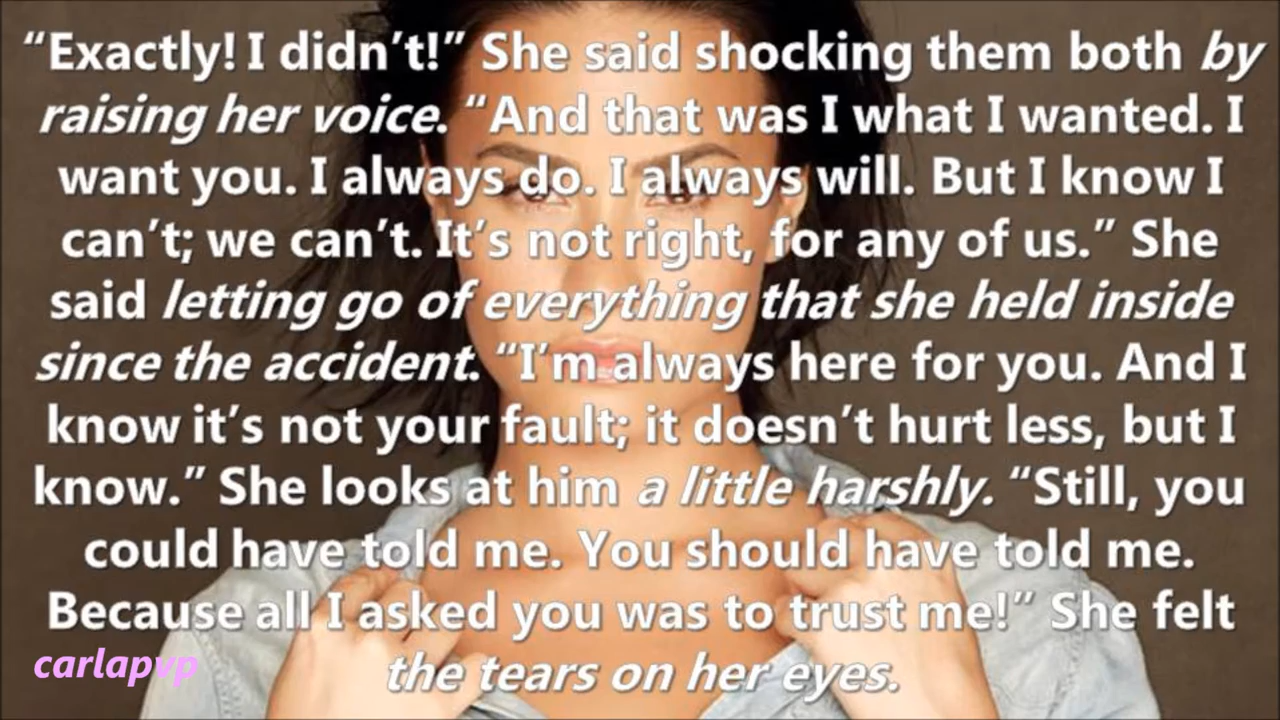 “Exactly! I didn’t!” She said shocking them both by
raising her voice. “And that was I what I wanted. I
want you. I always do. I always will. But I know I
can’t; we can’t. It’s not right, for any of us.” She
said letting go of everything that she held inside
since the accident. “I’m always here for you. And I
know it’s not your fault; it doesn’t hurt less, but I
know.” She looks at him a little harshly. “Still, you
could have told me. You should have told me.
Because all I asked you was to trust me!” She felt
the tears on her eyes.
carlapvp